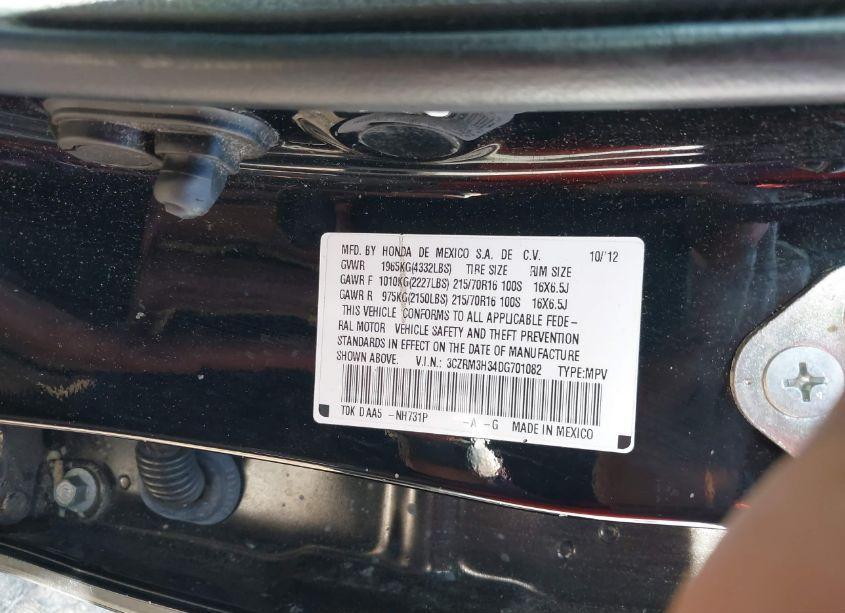 MFD. BY HONDA DE MEXICO S.A. DE C.V. 10/'12
GVWR 1965KG(4332LBS) TIRE SIZE RIM SIZE
GAWR F 1010KG(2227LBS) 215/70R16 100S 16X6.5J
GAWR R 975KG(2150LBS) 215/70R16 100S 16X6.5J
THIS VEHICLE CONFORMS TO ALL APPLICABLE FEDE-
RAL MOTOR VEHICLE SAFETY AND THEFT PREVENTION
STANDARDS IN EFFECT ON THE DATE OF MANUFACTURE
SHOWN ABOVE. V.I.N.: 3CZRM3H34DG701082 TYPE:MPV
TDK D AA5 -NH731P -A -G MADE IN MEXICO